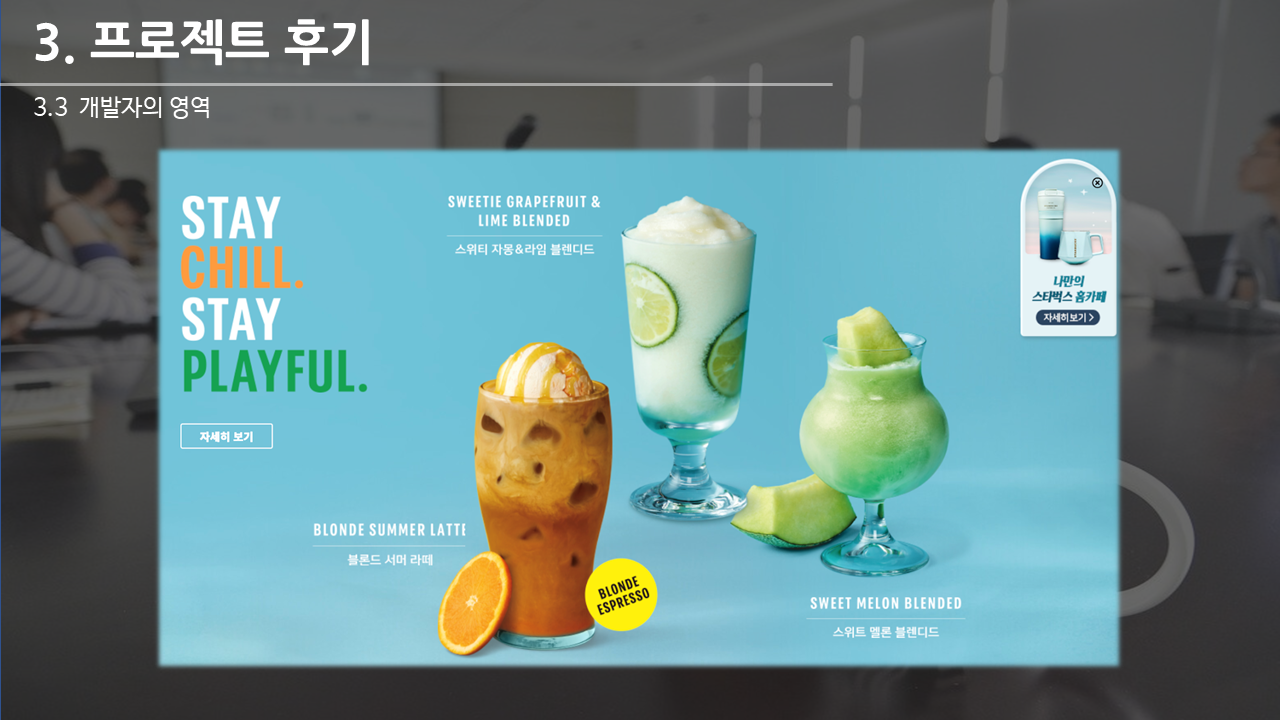 3. 프로젝트 후기
3.3 개발자의 영역
STAY
CHILL.
STAY
PLAYFUL.
자세히 보기
SWEETIE GRAPEFRUIT &
LIME BLENDED
스위티 자몽&라임 블렌디드
나만의
스타벅스 홈카페
자세히보기
BLONDE SUMMER LATTE
블론드 서머 라떼
BLONDE
ESPRESSO
SWEET MELON BLENDED
스위트 멜론 블렌디드